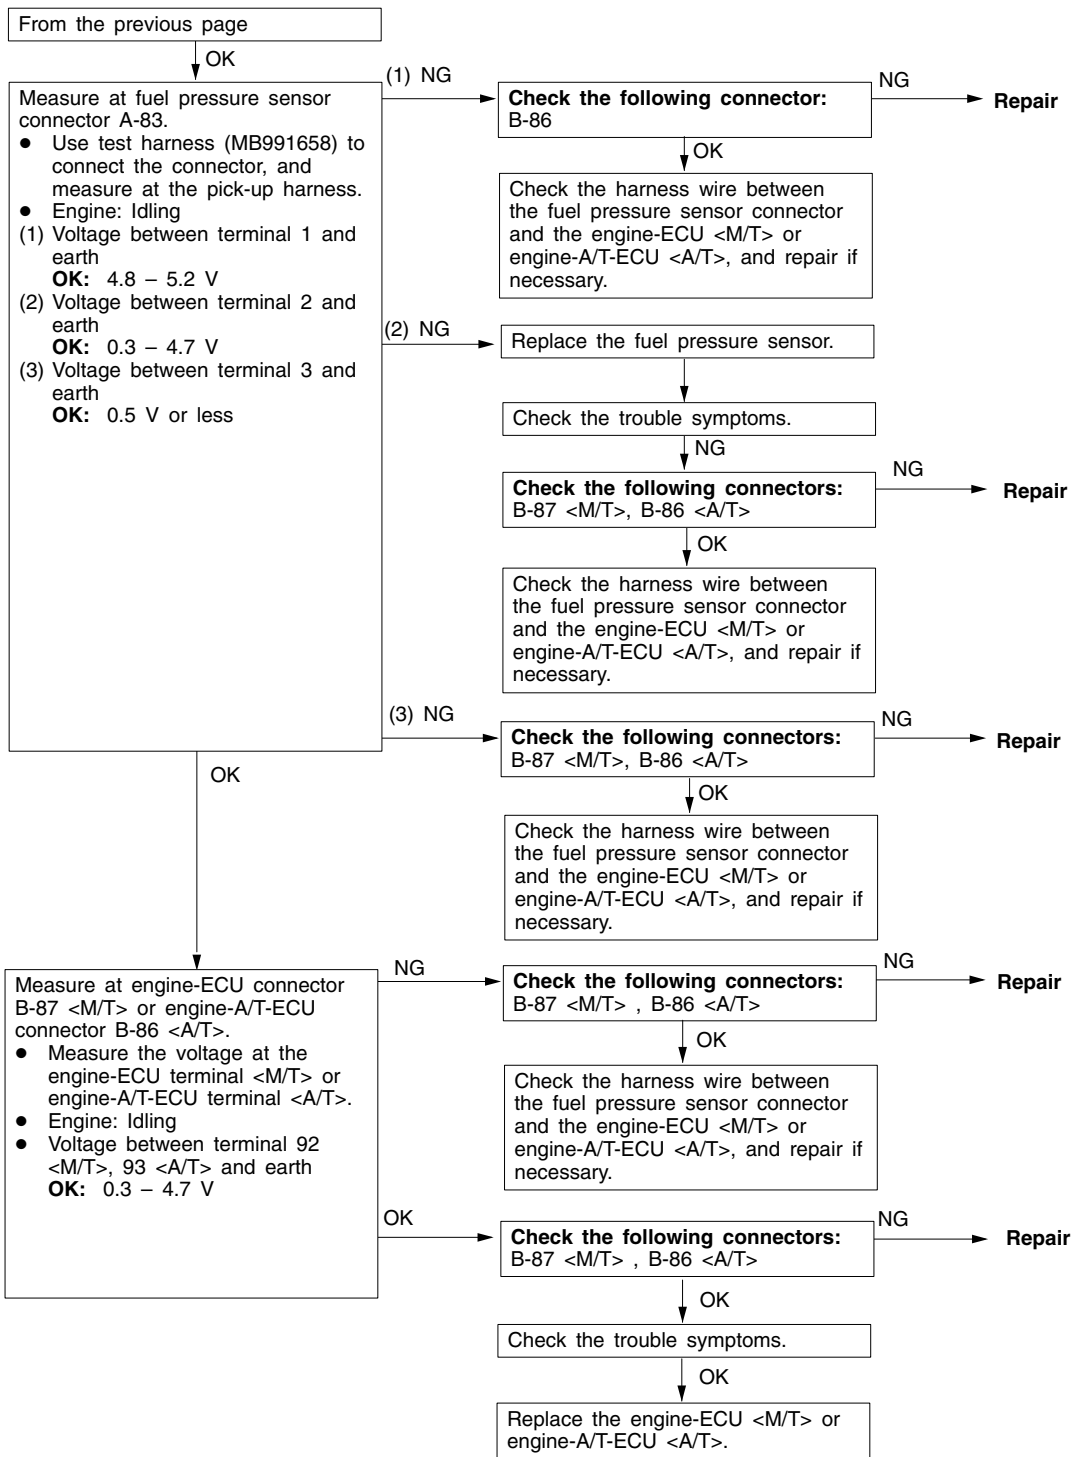 From the previous page
OK
Measure at fuel pressure sensor
connector A-83.
● Use test harness (MB991658) to
connect the connector, and
measure at the pick-up harness.
● Engine: Idling
(1) Voltage between terminal 1 and
earth
OK: 4.8 – 5.2 V
(2) Voltage between terminal 2 and
earth
OK: 0.3 – 4.7 V
(3) Voltage between terminal 3 and
earth
OK: 0.5 V or less
(1) NG
Check the following connector:
B-86
NG
Repair
OK
Check the harness wire between
the fuel pressure sensor connector
and the engine-ECU <M/T> or
engine-A/T-ECU <A/T>, and repair if
necessary.
(2) NG
Replace the fuel pressure sensor.
Check the trouble symptoms.
NG
Check the following connectors:
B-87 <M/T>, B-86 <A/T>
NG
Repair
OK
Check the harness wire between
the fuel pressure sensor connector
and the engine-ECU <M/T> or
engine-A/T-ECU <A/T>, and repair if
necessary.
(3) NG
Check the following connectors:
B-87 <M/T>, B-86 <A/T>
NG
Repair
OK
Check the harness wire between
the fuel pressure sensor connector
and the engine-ECU <M/T> or
engine-A/T-ECU <A/T>, and repair if
necessary.
OK
Measure at engine-ECU connector
B-87 <M/T> or engine-A/T-ECU
connector B-86 <A/T>.
● Measure the voltage at the
engine-ECU terminal <M/T> or
engine-A/T-ECU terminal <A/T>.
● Engine: Idling
● Voltage between terminal 92
<M/T>, 93 <A/T> and earth
OK: 0.3 – 4.7 V
NG
Check the following connectors:
B-87 <M/T> , B-86 <A/T>
NG
Repair
OK
Check the harness wire between
the fuel pressure sensor connector
and the engine-ECU <M/T> or
engine-A/T-ECU <A/T>, and repair if
necessary.
OK
Check the following connectors:
B-87 <M/T> , B-86 <A/T>
NG
Repair
OK
Check the trouble symptoms.
OK
Replace the engine-ECU <M/T> or
engine-A/T-ECU <A/T>.